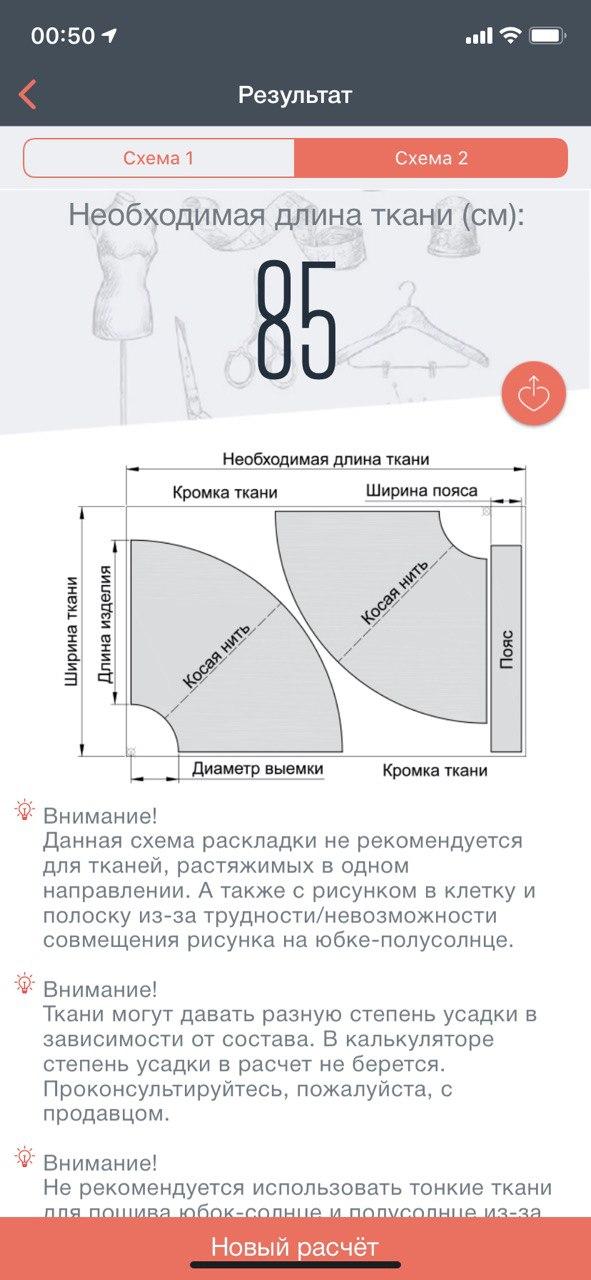 00:50
Результат
Схема 1
Схема 2
Необходимая длина ткани (см):
85
Необходимая длина ткани
Кромка ткани
Ширина пояса
Ширина ткани
Длина изделия
Косая нить
Косая нить
Пояс
Диаметр выемки
Кромка ткани
Внимание!
Данная схема раскладки не рекомендуется
для тканей, растяжимых в одном
направлении. А также с рисунком в клетку и
полоску из-за трудности/невозможности
совмещения рисунка на юбке-полусолнце.
Внимание!
Ткани могут давать разную степень усадки в
зависимости от состава. В калькуляторе
степень усадки в расчет не берется.
Проконсультируйтесь, пожалуйста, с
продавцом.
Внимание!
Не рекомендуется использовать тонкие ткани
для пошива юбок-солнце и полусолнце из-за
Новый расчёт